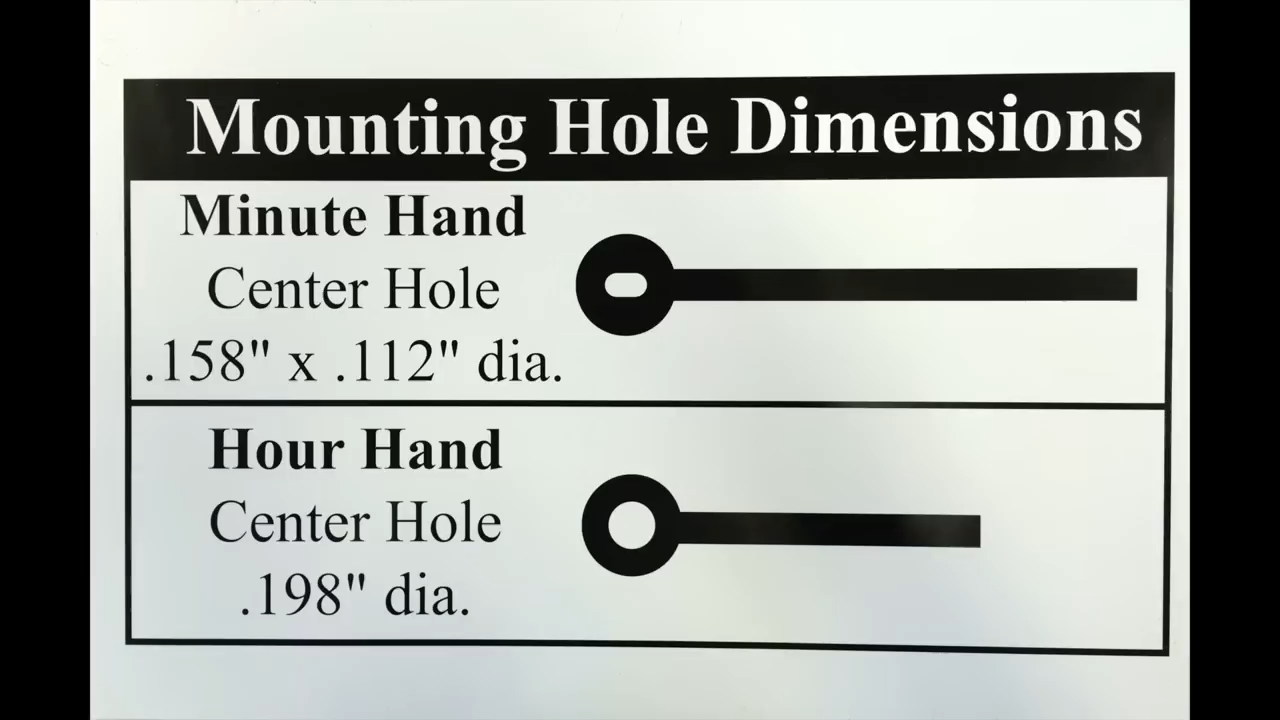 Mounting Hole Dimensions
Minute Hand
Center Hole
.158" x .112" dia.
Hour Hand
Center Hole
.198" dia.